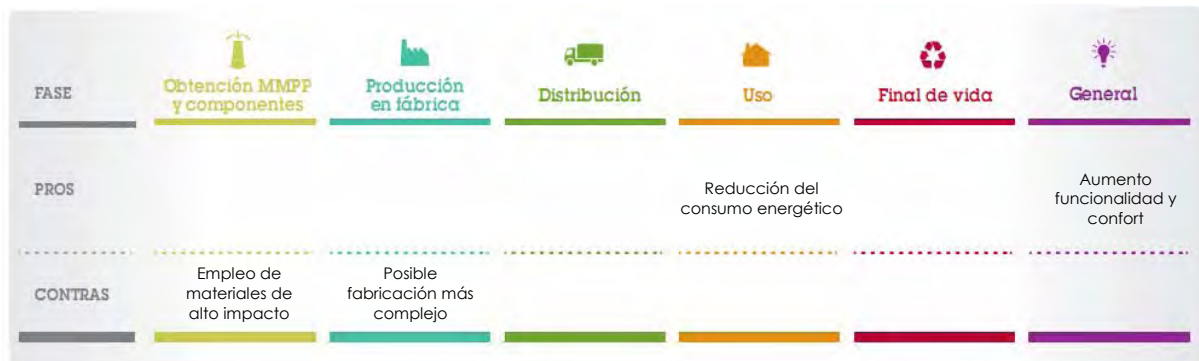 FASE
Obtención MMPP
y componentes
Producción
en fábrica
Distribución
Uso
Final de vida
General
PROS
Reducción del
consumo energético
Aumento
funcionalidad y
confort
CONTRAS
Empleo de
materiales de
alto impacto
Posible
fabricación más
complejo